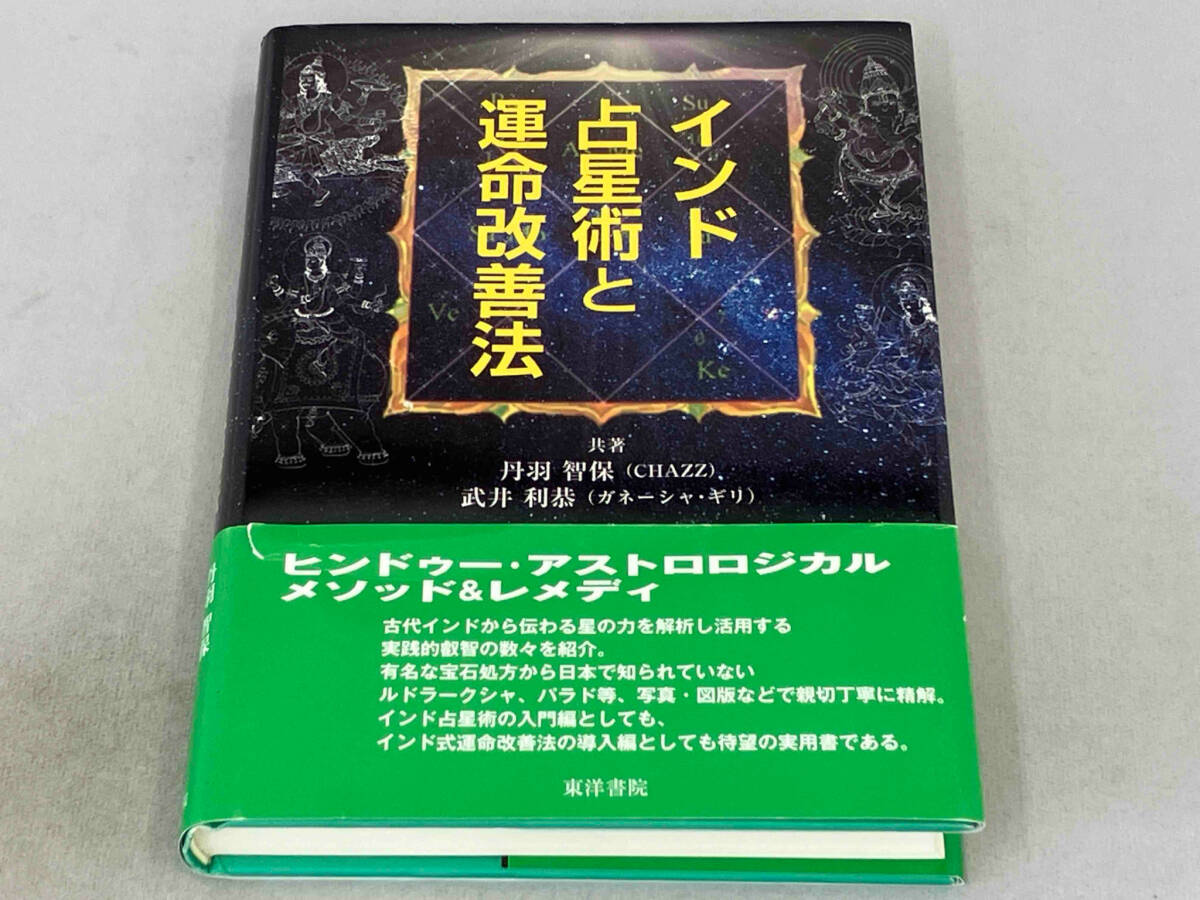 インド
占星術と
運命改善法
Su
Ve
Ke
共著
丹羽 智保（CHAZZ）
武井 利恭（ガネーシャ・ギリ）
ヒンドゥー・アストロロジカル
メソッド&レメディ
古代インドから伝わる星の力を解析し活用する
実践的叡智の数々を紹介。
有名な宝石処方から日本で知られていない
ルドラークシャ、パラド等、写真・図版などで親切丁寧に精解。
インド占星術の入門編としても、
インド式運命改善法の導入編としても待望の実用書である。
東洋書院
丹羽 智保